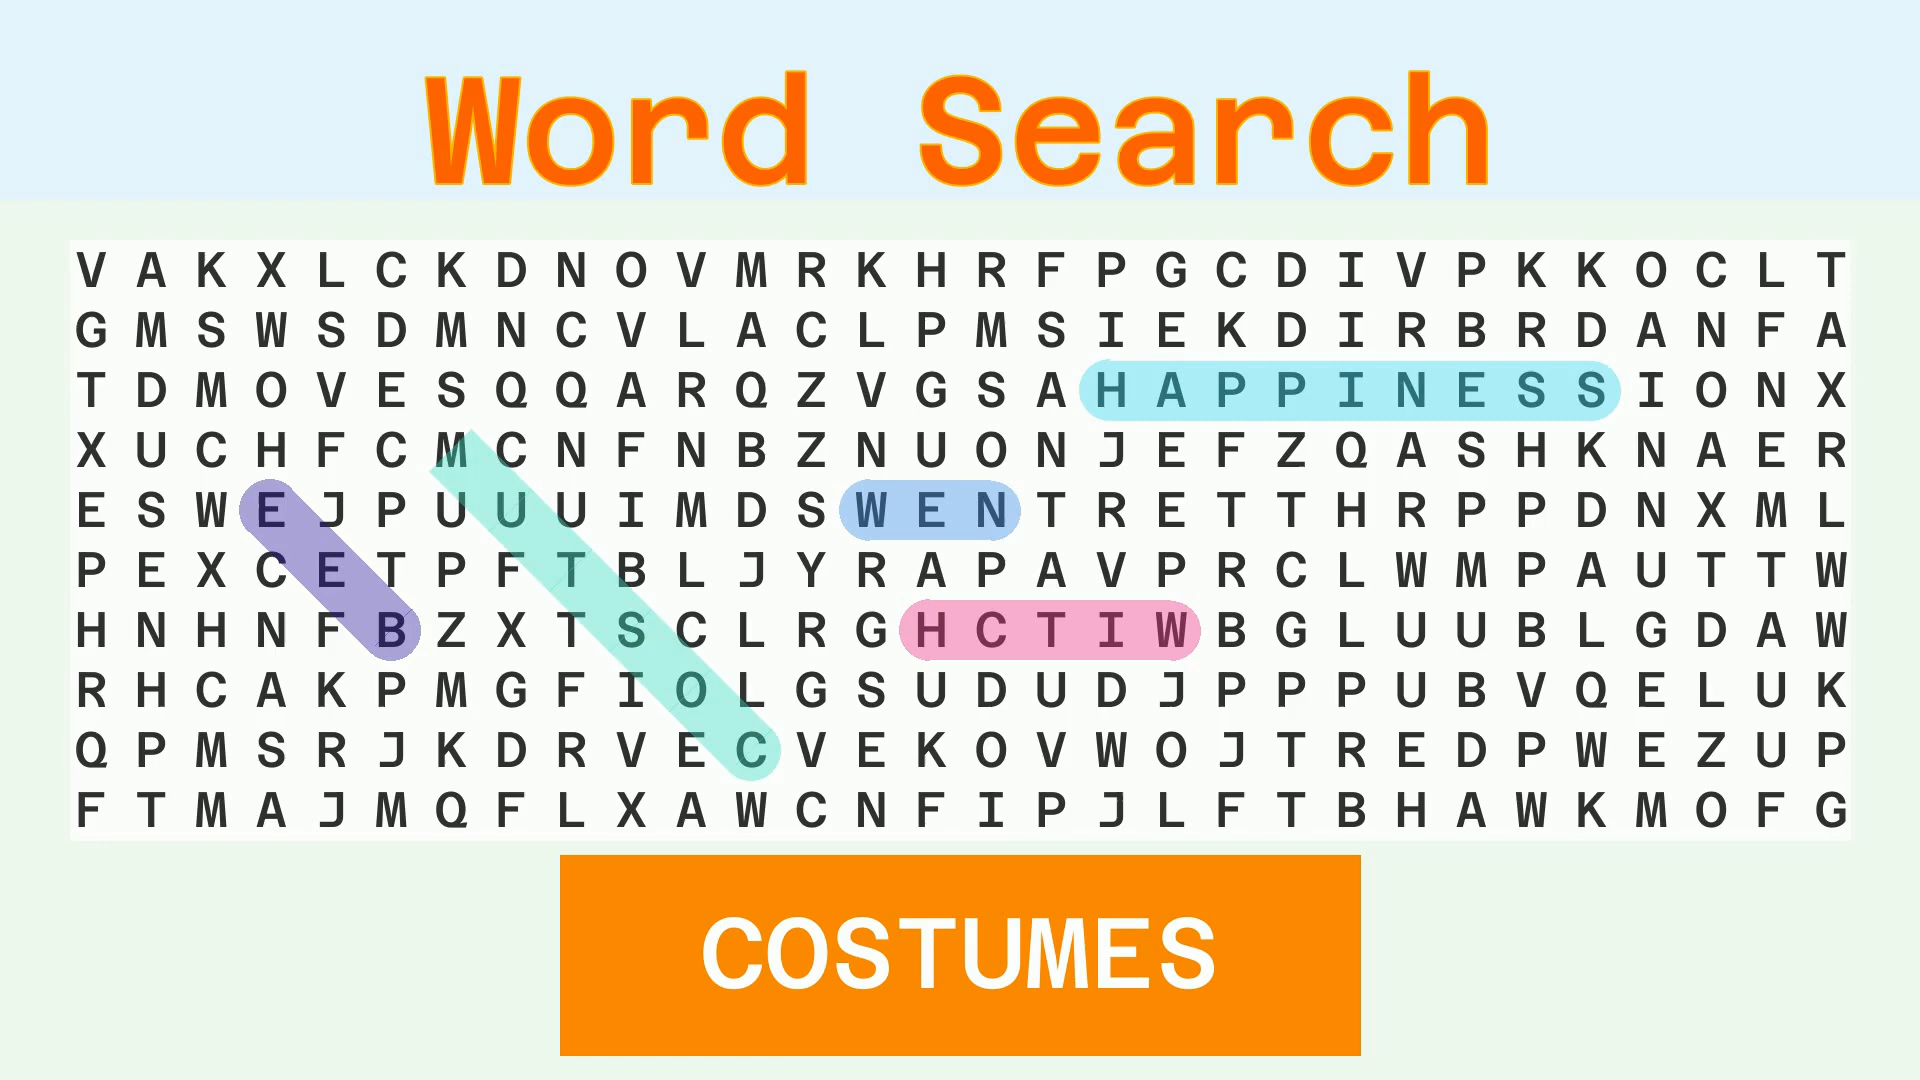 Word Search
V A K X L C K D N O V M R K H R F P G C D I V P K K O C L T
G M S W S D M N C V L A C L P M S I E K D I R B R D A N F A
T D M O V E S Q Q A R Q Z V G S A H A P P I N E S S I O N X
X U C H F C M C N F N B Z N U O N J E F Z Q A S H K N A E R
E S W E J P U U U I M D S W E N T R E T T H R P P D N X M L
P E X C E T P F T B L J Y R A P A V P R C L W M P A U T T W
H N H N F B Z X T S C L R G H C T I W B G L U U B L G D A W
R H C A K P M G F I O L G S U D U D J P P P U B V Q E L U K
Q P M S R J K D R V E C V E K O V W O J T R E D P W E Z U P
F T M A J M Q F L X A W C N F I P J L F T B H A W K M O F G
COSTUMES